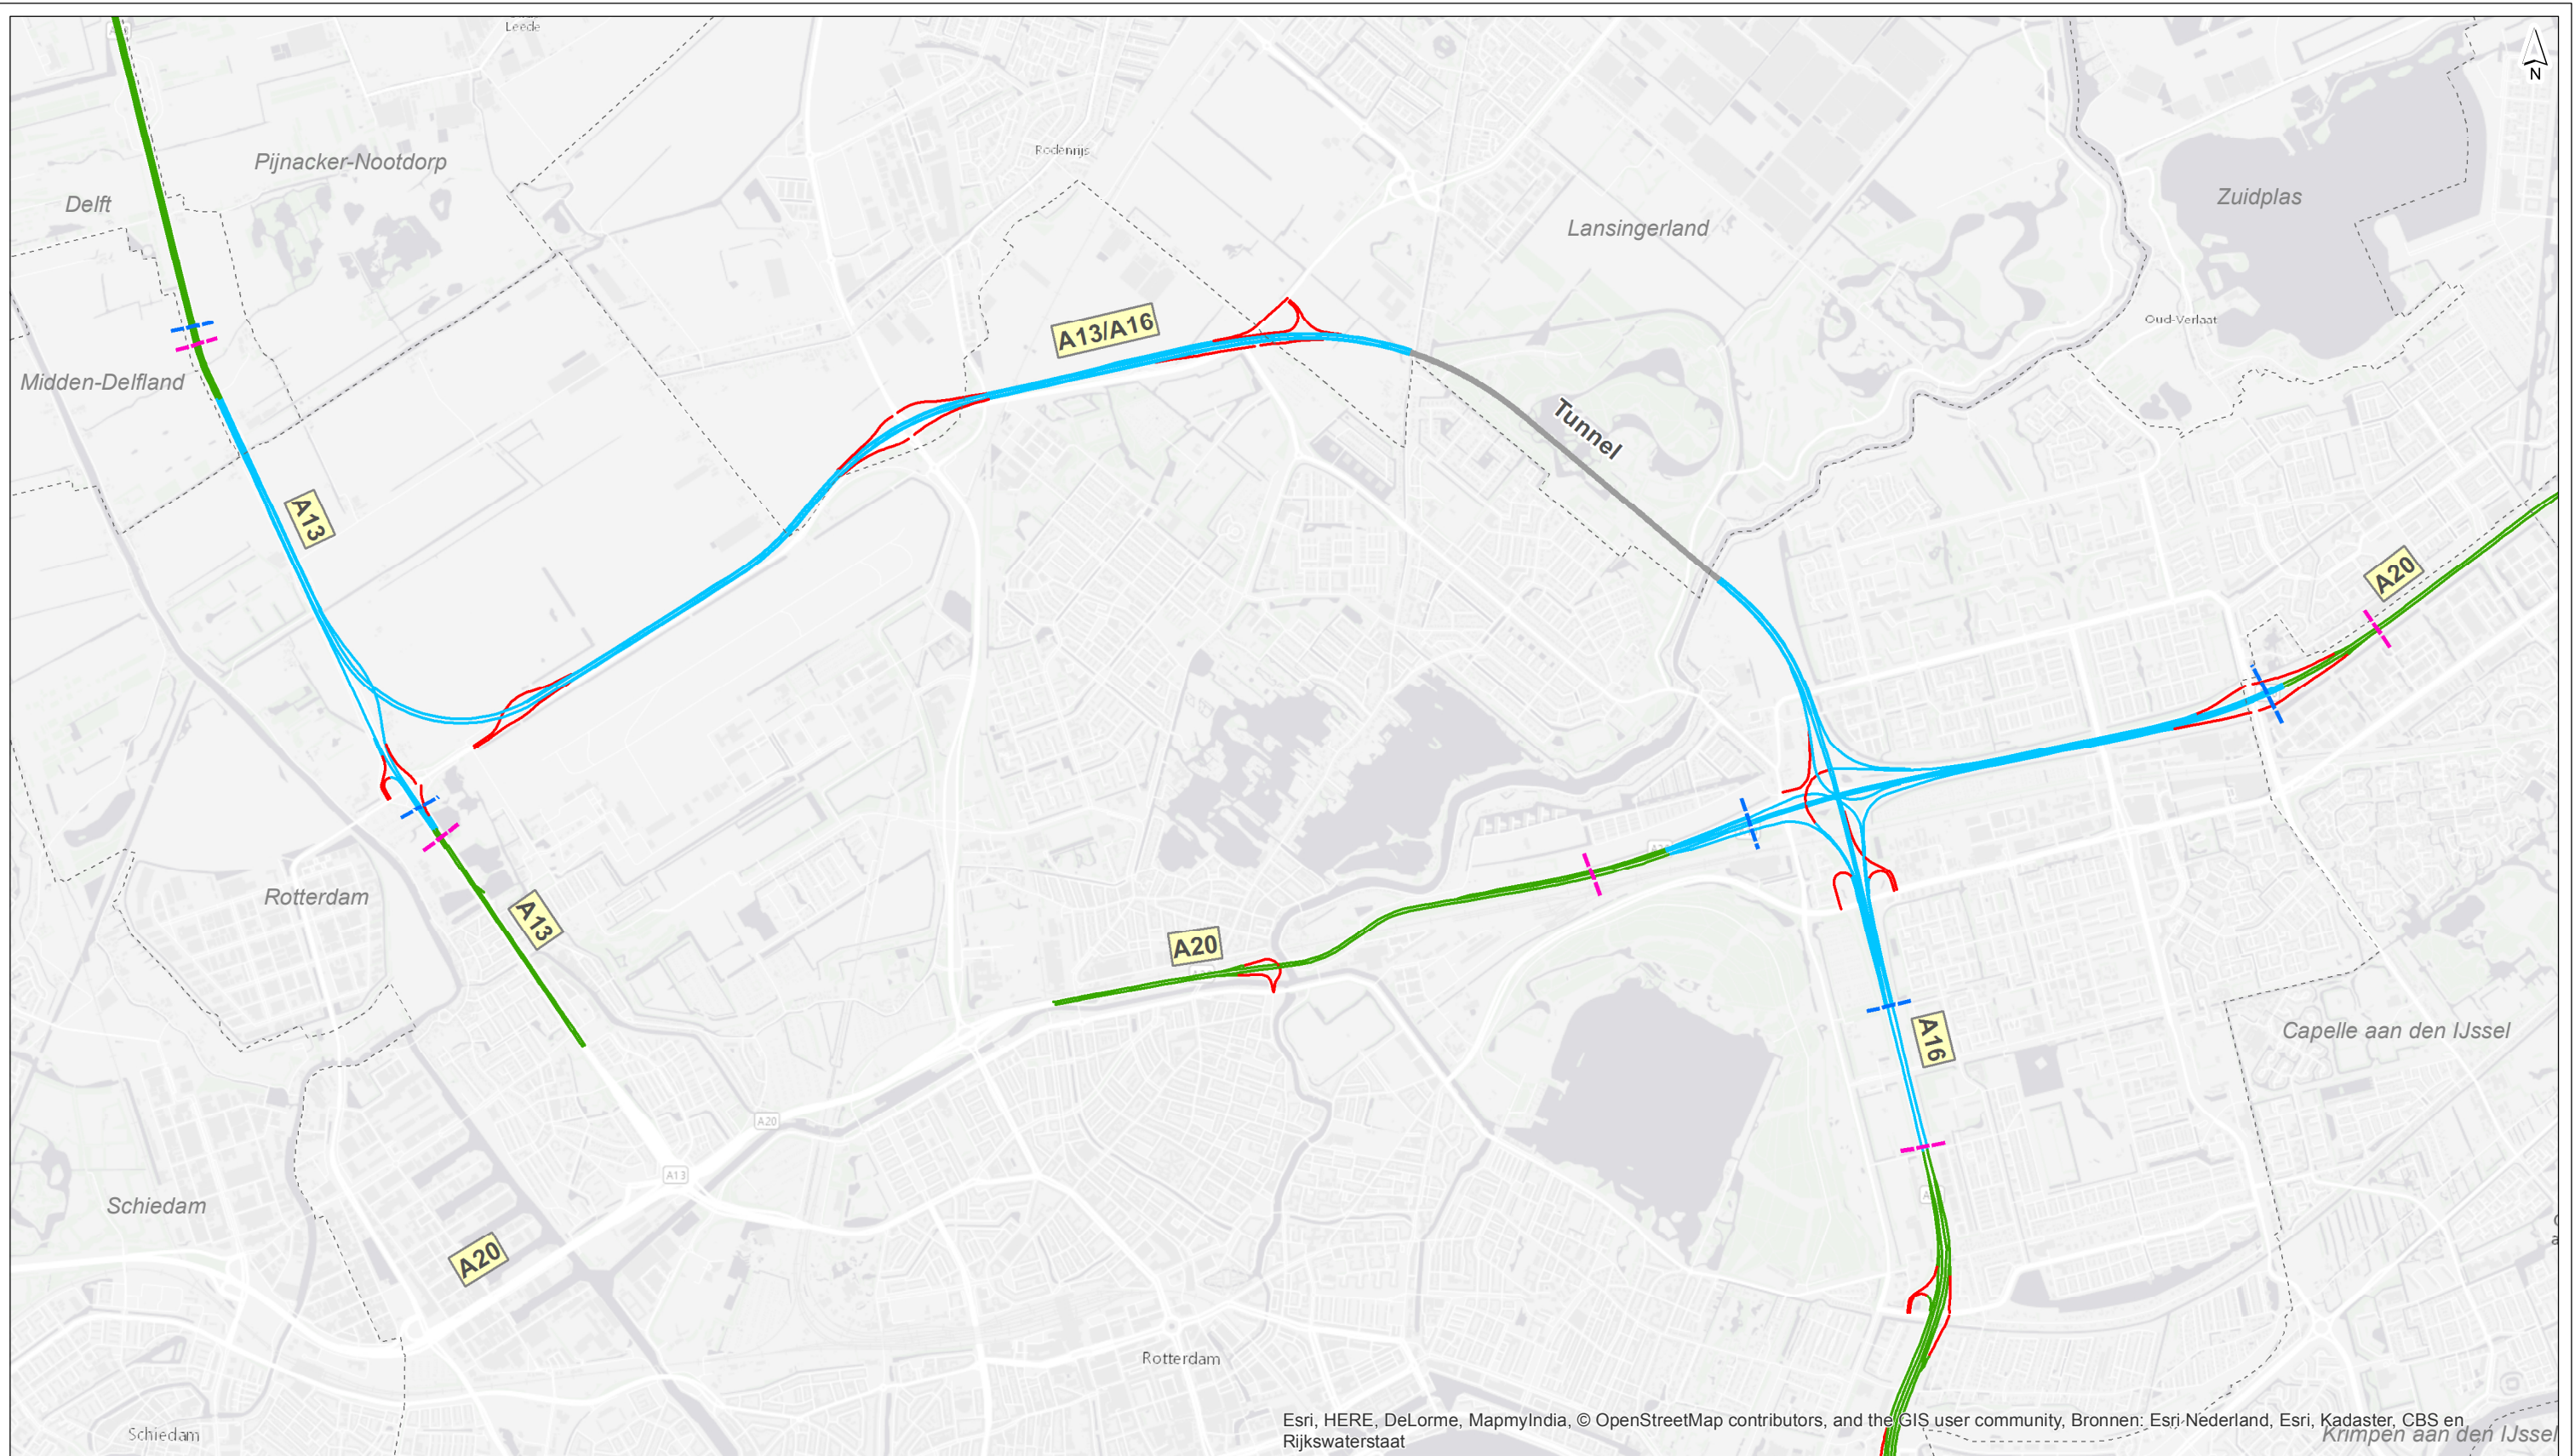 Leede
N
Pijnacker-Nootdorp
Rodenrijs
Delft
Zuidplas
Lansingerland
Oud-Verlaat
A13/A16
Midden-Delfland
Tunnel
A13
A20
Rotterdam
A13
A20
A16
Capelle aan den IJssel
A20
A13
Schiedam
A20
Rotterdam
Schiedam
Esri, HERE, DeLorme, MapmyIndia, © OpenStreetMap contributors, and the GIS user community, Bronnen: Esri Nederland, Esri, Kadaster, CBS en
Rijkswaterstaat
Krimpen aan den IJssel